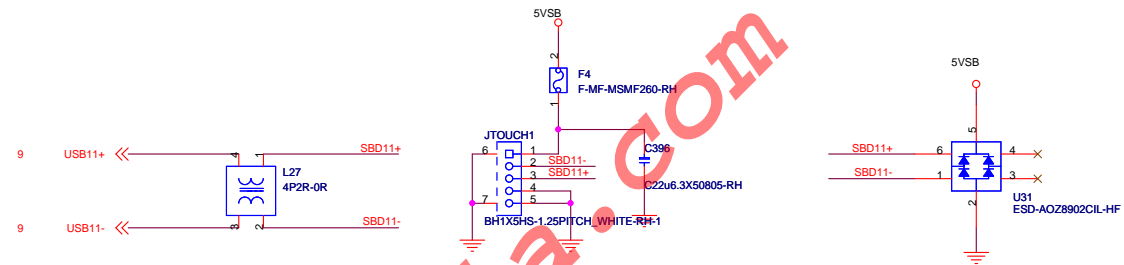 5VSB
2
F4
F-MF-MSMF260-RH
1
JTOUCH1
6
1
2
SBD11-
3
SBD11+
4
7
5
BH1X5HS-1.25PITCH_WHITE-RH-1
C396
C22u6.3X50805-RH
9
USB11+
4
1
SBD11+
L27
4P2R-0R
9
USB11-
3
2
SBD11-
5VSB
5
SBD11+
6
4
SBD11-
1
3
2
U31
ESD-AOZ8902CIL-HF
a.com